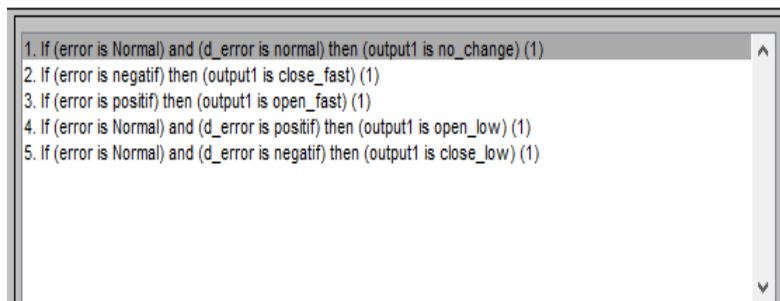 1. If (error is Normal) and (d_error is normal) then (output1 is no_change) (1)
2. If (error is negatif) then (output1 is close_fast) (1)
3. If (error is positif) then (output1 is open_fast) (1)
4. If (error is Normal) and (d_error is positif) then (output1 is open_low) (1)
5. If (error is Normal) and (d_error is negatif) then (output1 is close_low) (1)